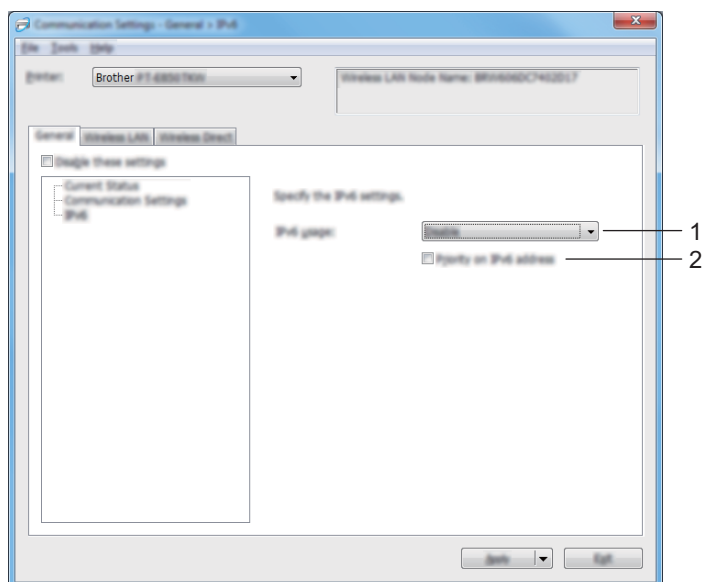 Communication Settings - General > IPv6
File Tools Help
Printer:
Brother
Wireless LAN Node Name:
General Wireless LAN Wireless Direct
Disable these settings
Current Status
Communication Settings
IPv6
Specify the IPv6 settings.
IPv6 usage:
Disable
1
Priority on IPv6 address
2
Apply
Exit